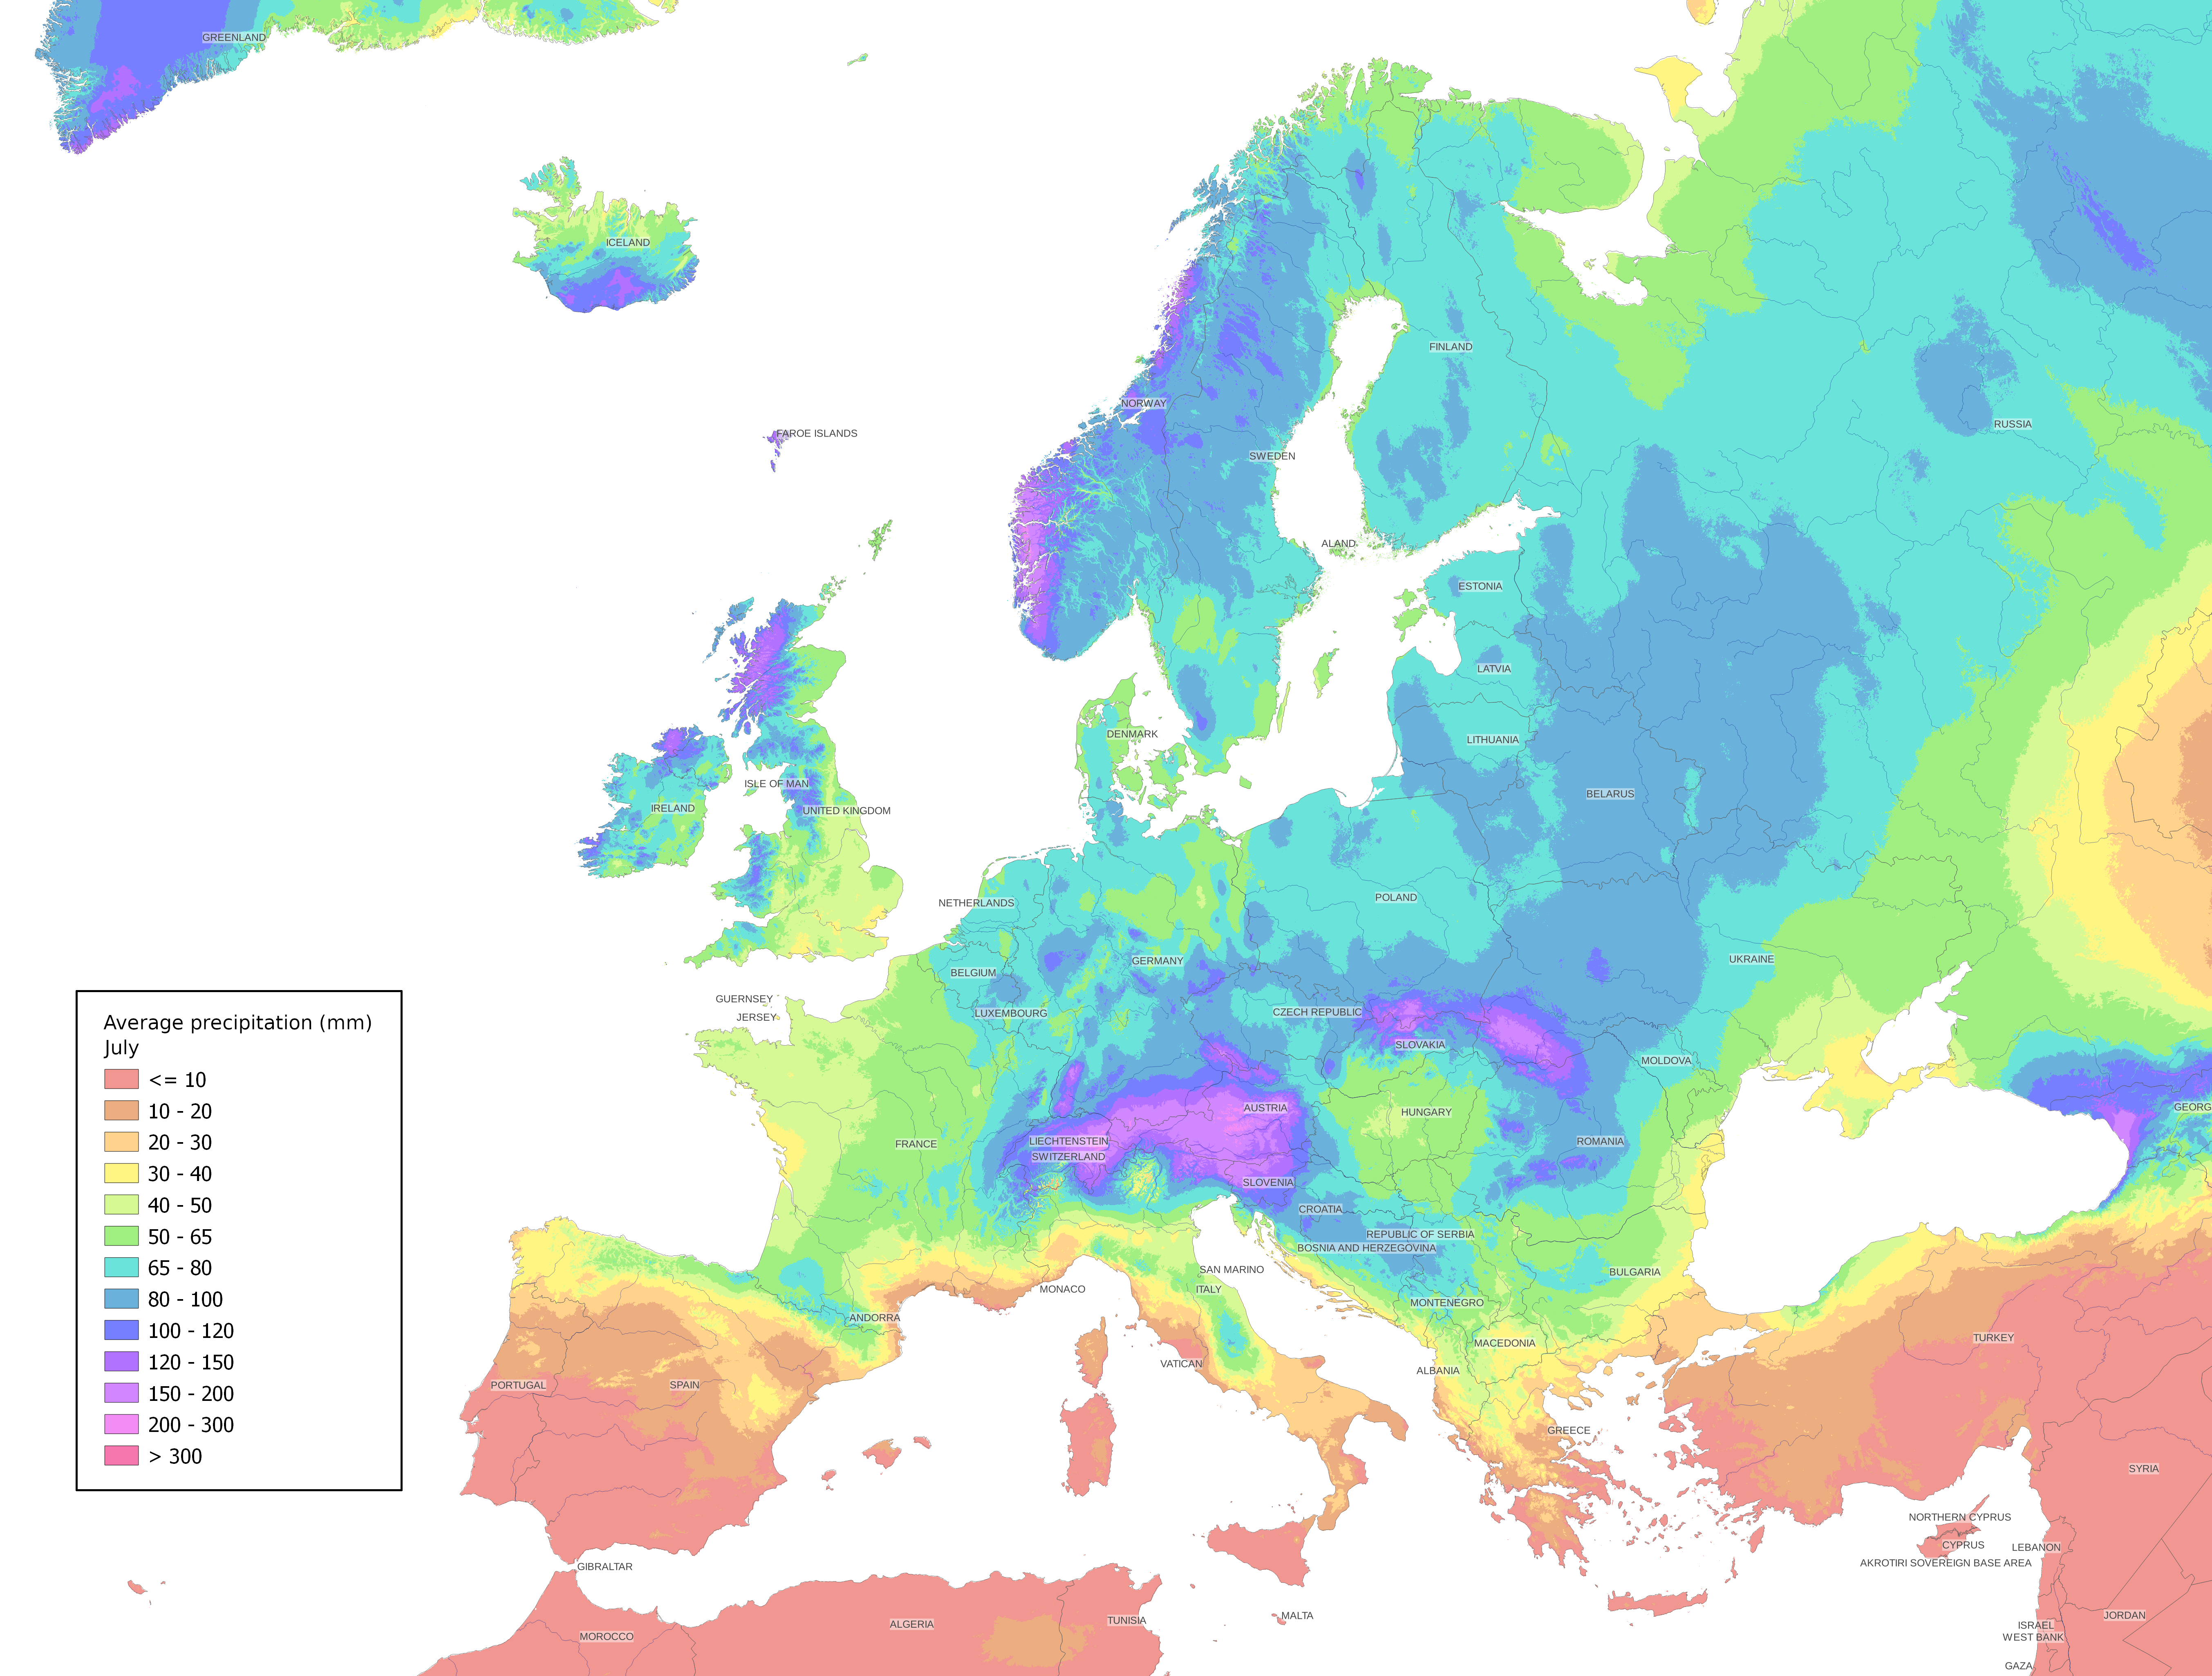 GREENLAND
ICELAND
FINLAND
NORWAY
RUSSIA
FAROE ISLANDS
SWEDEN
ALAND
ESTONIA
LATVIA
DENMARK
LITHUANIA
ISLE OF MAN
BELARUS
IRELAND
UNITED KINGDOM
POLAND
NETHERLANDS
UKRAINE
GERMANY
BELGIUM
GUERNSEY
LUXEMBOURG
CZECH REPUBLIC
JERSEY
SLOVAKIA
MOLDOVA
AUSTRIA
GEORG
HUNGARY
LIECHTENSTEIN
ROMANIA
FRANCE
SWITZERLAND
SLOVENIA
CROATIA
REPUBLIC OF SERBIA
BOSNIA AND HERZEGOVINA
SAN MARINO
BULGARIA
MONACO
ITALY
MONTENEGRO
ANDORRA
TURKEY
MACEDONIA
VATICAN
ALBANIA
PORTUGAL
SPAIN
GREECE
SYRIA
NORTHERN CYPRUS
CYPRUS
LEBANON
AKROTIRI SOVEREIGN BASE AREA
GIBRALTAR
MALTA
JORDAN
TUNISIA
ALGERIA
ISRAEL
MOROCCO
WEST BANK
GAZA
Average precipitation (mm)
July
<= 10
10 - 20
20 - 30
30 - 40
40 - 50
50 - 65
65 - 80
80 - 100
100 - 120
120 - 150
150 - 200
200 - 300
> 300